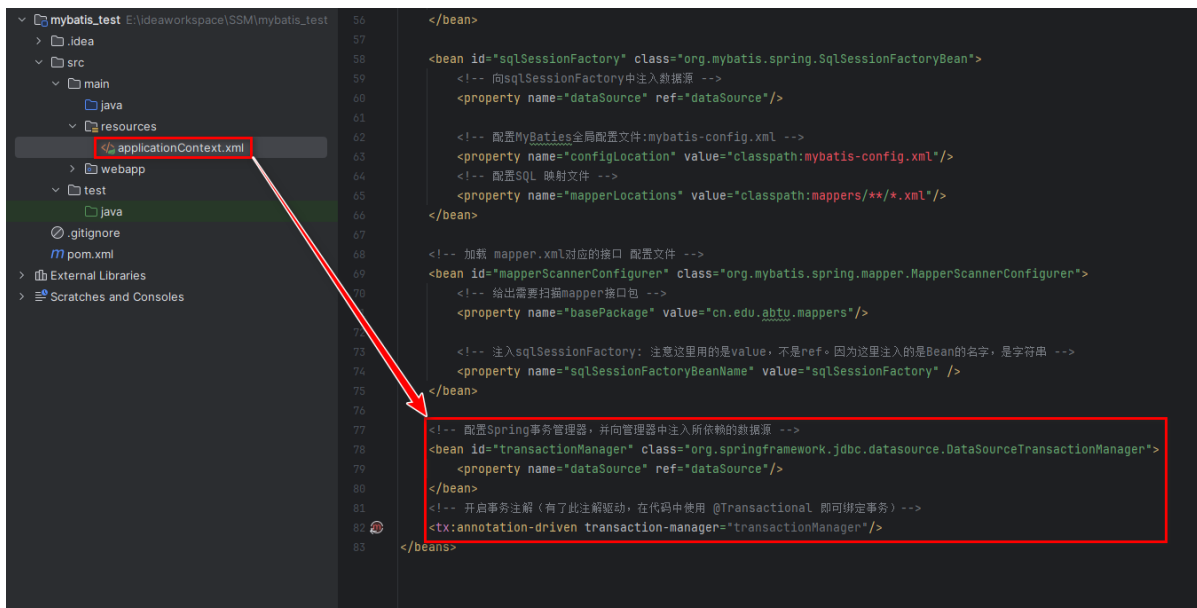 mybatis_test E:\ideaworkspace\SSM\mybatis_test
.idea
src
main
java
resources
applicationContext.xml
webapp
test
java
.gitignore
pom.xml
External Libraries
Scratches and Consoles
56 </bean>
57
58 <bean id="sqlSessionFactory" class="org.mybatis.spring.SqlSessionFactoryBean">
59 <!-- 向sqlSessionFactory中注入数据源 -->
60 <property name="dataSource" ref="dataSource"/>
61
62 <!-- 配置MyBaties全局配置文件:mybatis-config.xml -->
63 <property name="configLocation" value="classpath:mybatis-config.xml"/>
64 <!-- 配置SQL 映射文件 -->
65 <property name="mapperLocations" value="classpath:mappers/**/*.xml"/>
66 </bean>
67
68 <!-- 加载 mapper.xml对应的接口 配置文件 -->
69 <bean id="mapperScannerConfigurer" class="org.mybatis.spring.mapper.MapperScannerConfigurer">
70 <!-- 给出需要扫描mapper接口包 -->
<property name="basePackage" value="cn.edu.abtu.mappers"/>
72
73 <!-- 注入sqlSessionFactory: 注意这里用的是value，不是ref。因为这里注入的是Bean的名字，是字符串 -->
74 <property name="sqlSessionFactoryBeanName" value="sqlSessionFactory" />
75 </bean>
76
77 <!-- 配置Spring事务管理器，并向管理器中注入所依赖的数据源 -->
78 <bean id="transactionManager" class="org.springframework.jdbc.datasource.DataSourceTransactionManager">
79 <property name="dataSource" ref="dataSource"/>
80 </bean>
81 <!-- 开启事务注解（有了此注解驱动，在代码中使用 @Transactional 即可绑定事务）-->
82 <tx:annotation-driven transaction-manager="transactionManager"/>
83 </beans>